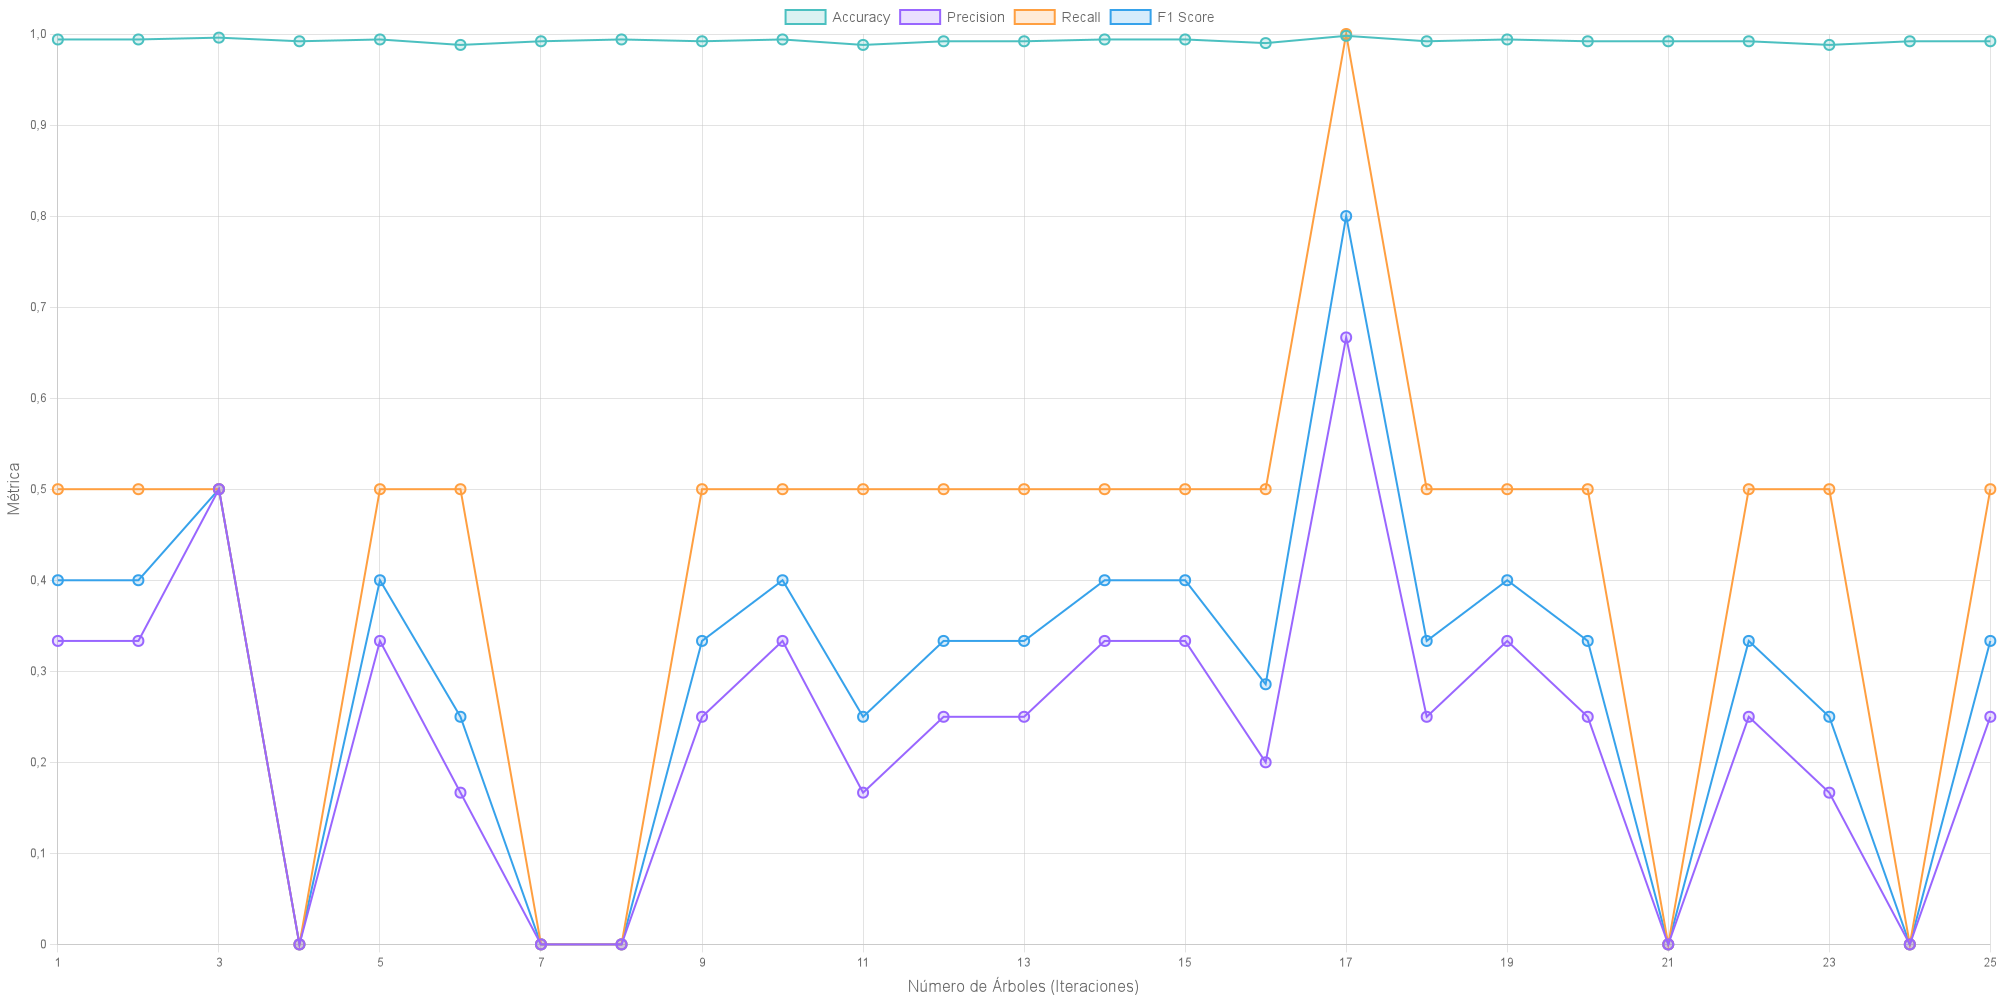 Accuracy Precision Recall F1 Score
1,0
0,9
0,8
0,7
0,6
0,5
0,4
0,3
0,2
0,1
0
Métrica
1 3 5 7 9 11 13 15 17 19 21 23 25
Número de Árboles (Iteraciones)